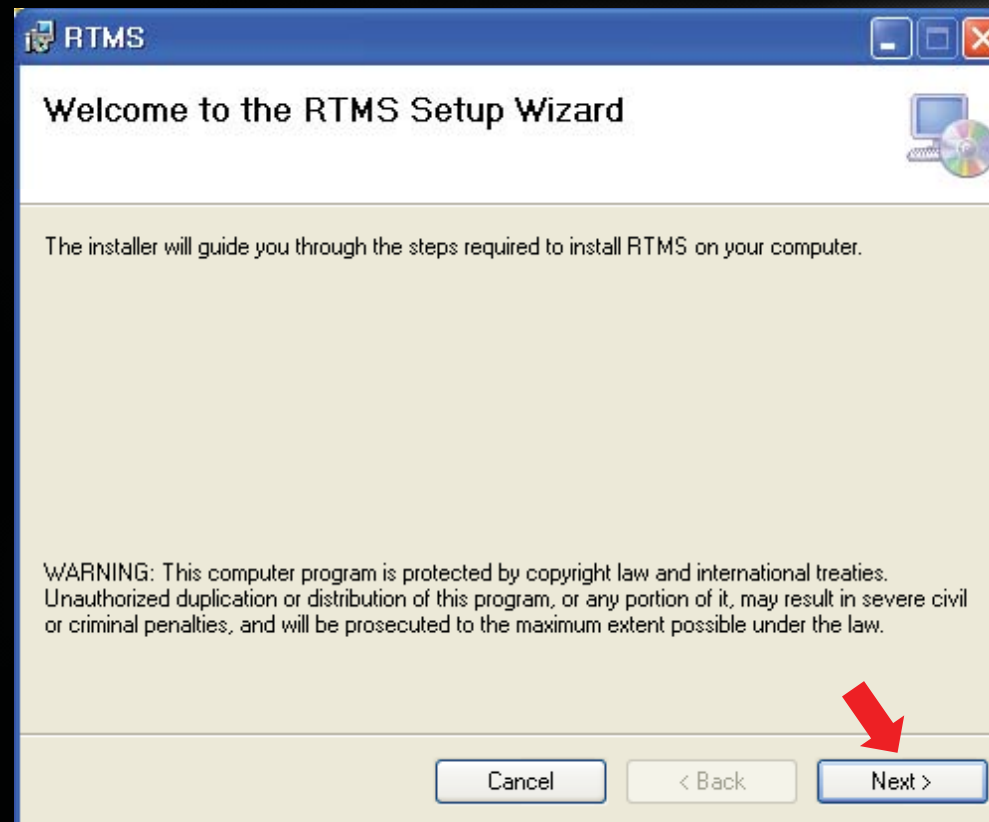 RTMS
Welcome to the RTMS Setup Wizard
The installer will guide you through the steps required to install RTMS on your computer.
WARNING: This computer program is protected by copyright law and international treaties.
Unauthorized duplication or distribution of this program, or any portion of it, may result in severe civil
or criminal penalties, and will be prosecuted to the maximum extent possible under the law.
Cancel
< Back
Next >